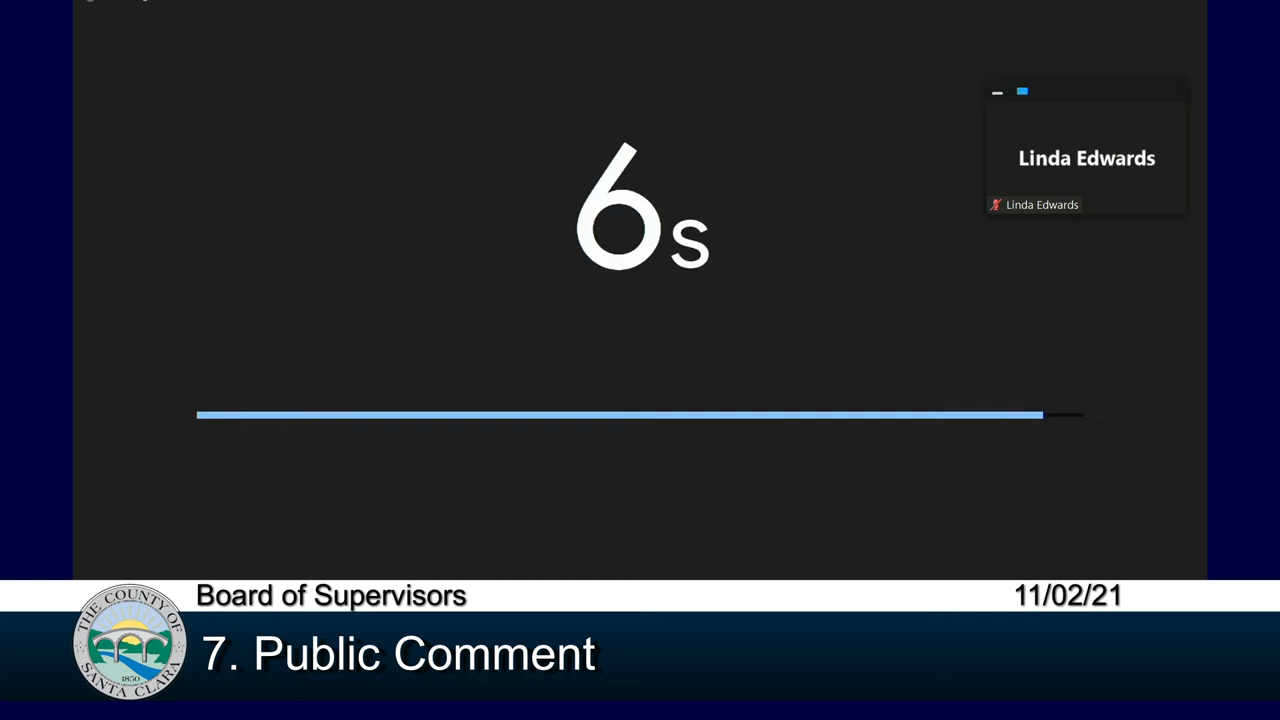 6s
Linda Edwards
Linda Edwards
Board of Supervisors
11/02/21
7. Public Comment
THE COUNTY OF
SANTA CLARA
1850